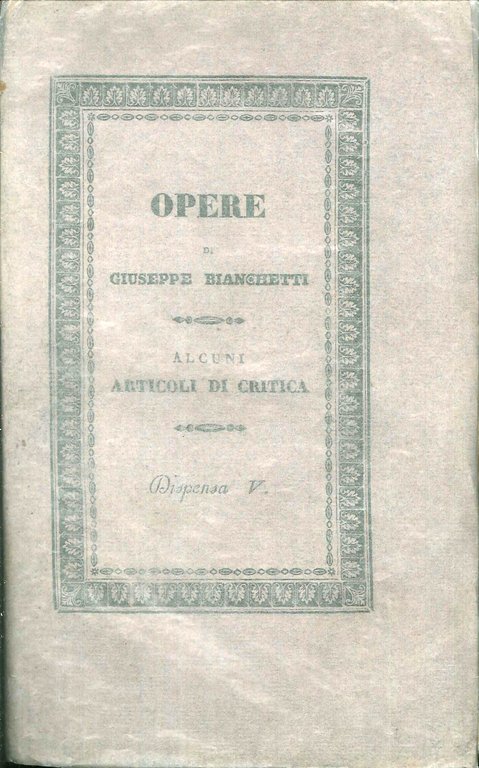 OPERE
DI
GIUSEPPE BIANCHETTI
ALCUNI
ARTICOLI DI CRITICA
Dispensa V.